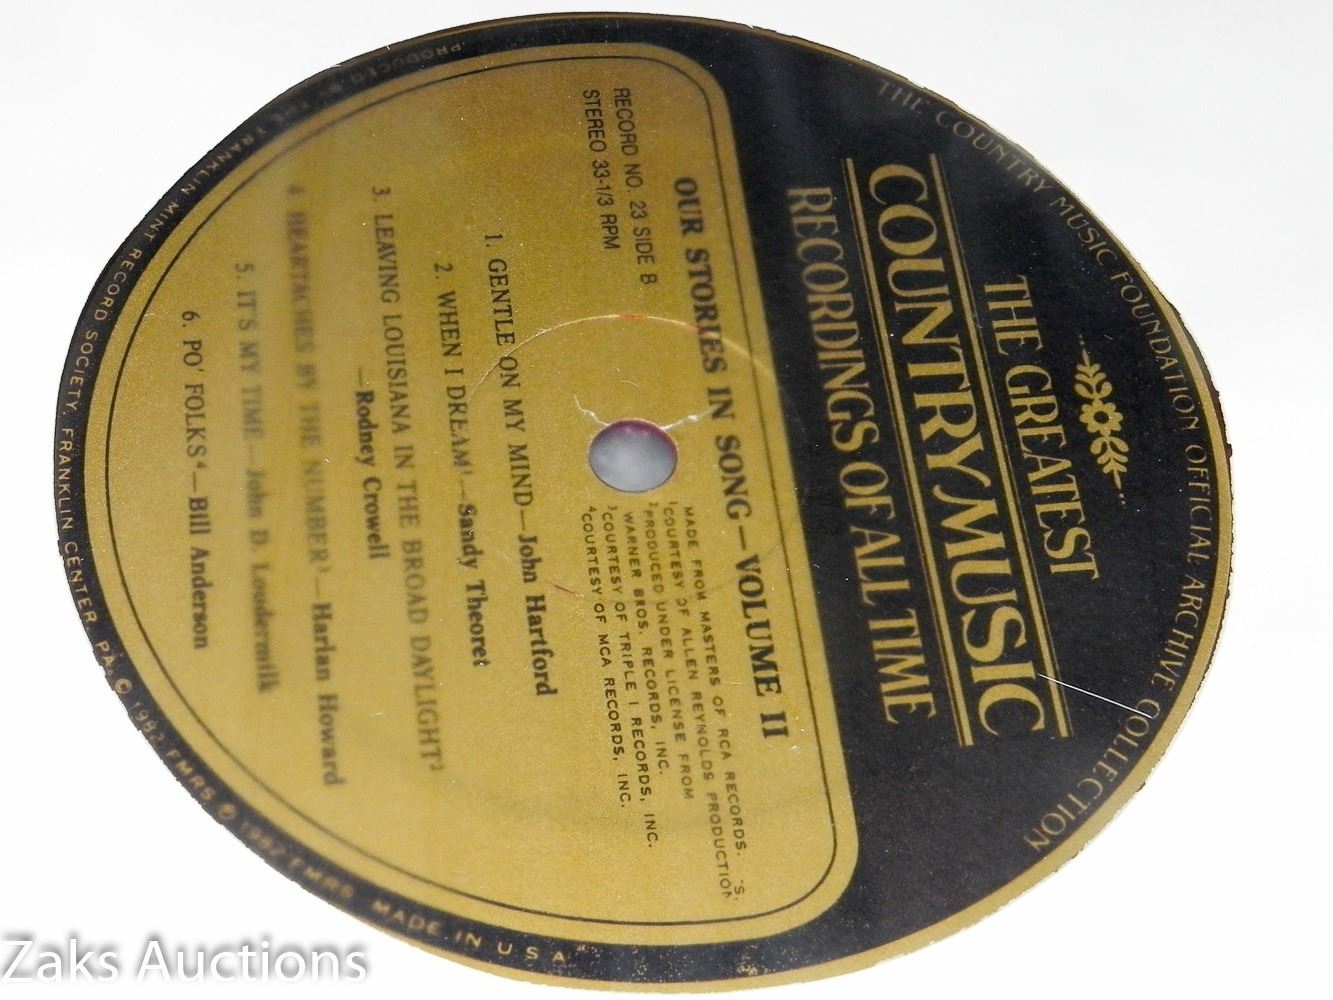 THE COUNTRY MUSIC FOUNDATION OFFICIAL ARCHIVE COLLECTION
THE GREATEST
COUNTRY MUSIC
RECORDINGS OF ALL TIME
OUR STORIES IN SONG—VOLUME II
RECORD NO. 23 SIDE B
STEREO 33-1/3 RPM
MADE FROM MASTERS OF RCA RECORDS.
¹COURTESY OF ALLEN REYNOLDS PRODUCTION'S.
²PRODUCED UNDER LICENSE FROM
WARNER BROS. RECORDS, INC.
³COURTESY OF TRIPLE I RECORDS, INC.
⁴COURTESY OF MCA RECORDS, INC.
1. GENTLE ON MY MIND—John Hartford
2. WHEN I DREAM¹—Sandy Theoret
3. LEAVING LOUISIANA IN THE BROAD DAYLIGHT²
—Rodney Crowell
4. HEARTACHES BY THE NUMBER³—Harlan Howard
5. IT'S MY TIME—John D. Loudermilk
6. PO' FOLKS⁴—Bill Anderson
PRODUCED BY THE FRANKLIN MINT RECORD SOCIETY, FRANKLIN CENTER, PA. © 1982 FMRS ℗ 1982 FMRS MADE IN U S A
Zaks Auctions